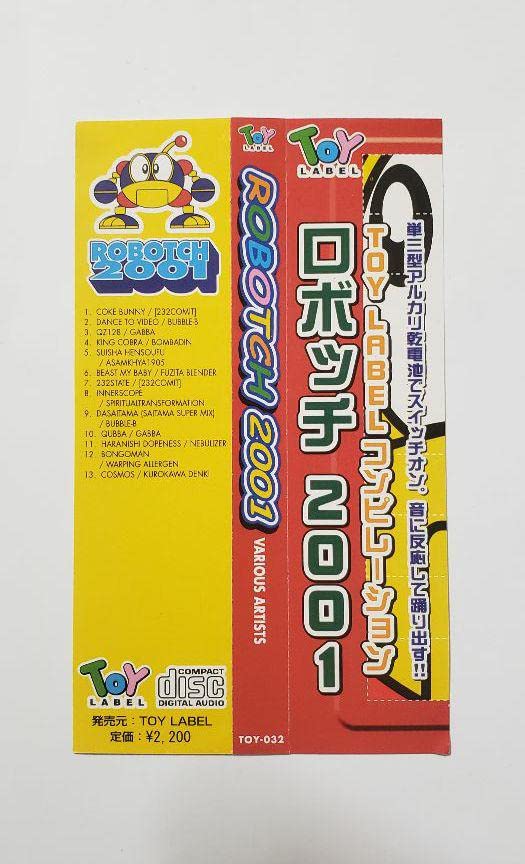 ROBOTCH
2001
1. COKE BUNNY / [232COMIT]
2. DANCE TO VIDEO / BUBBLE-B
3. QZ128 / GABBA
4. KING COBRA / BOMBADIN
5. SUISHA HENSOUFU
/ ASAMKHYA1905
6. BEAST MY BABY / FUZITA BLENDER
7. 232STATE / [232COMIT]
8. INNERSCOPE
/ SPIRITUALTRANSFORMATION
9. DASAITAMA (SAITAMA SUPER MIX)
/ BUBBLE-B
10. QUBBA / GABBA
11. HARANISH DOPENESS / NEBULIZER
12. BONGOMAN
/ WARPING ALLERGEN
13. COSMOS / KUROKAWA DENKI
TOY
LABEL
COMPACT
disc
DIGITAL AUDIO
発売元：TOY LABEL
定価：¥2,200
TOY
LABEL
ROBOTCH 2001
VARIOUS ARTISTS
TOY-032
TOY
LABEL
単三型アルカリ乾電池でスイッチオン。音に反応して踊り出す!!
TOY LABELコンピレーション
ロボッチ 2001